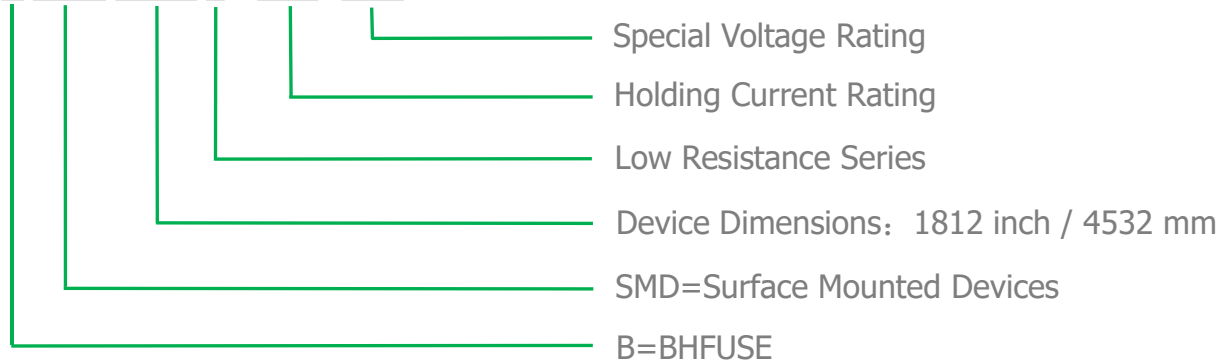 Special Voltage Rating
Holding Current Rating
Low Resistance Series
Device Dimensions：1812 inch / 4532 mm
SMD=Surface Mounted Devices
B=BHFUSE